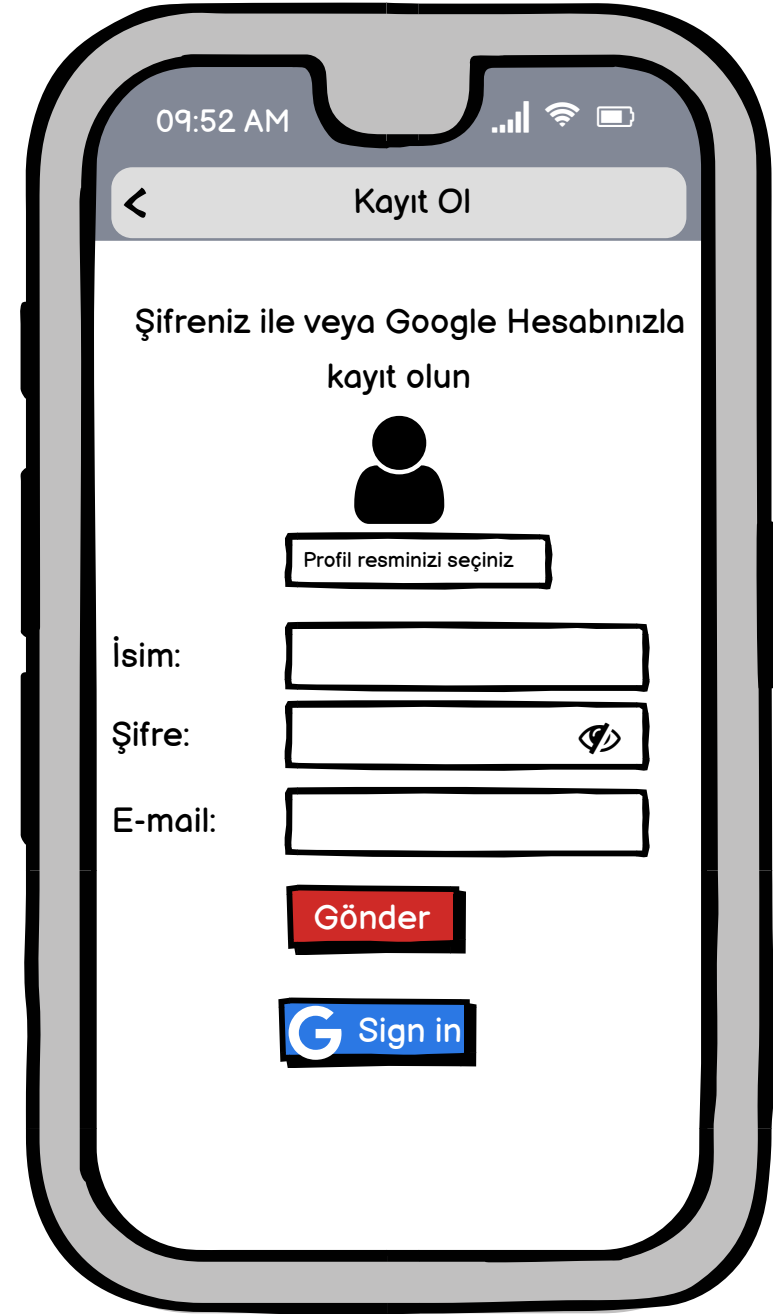 09:52 AM
Kayıt Ol
Şifreniz ile veya Google Hesabınızla
kayıt olun
Profil resminizi seçiniz
İsim:
Şifre:
E-mail:
Gönder
G Sign in